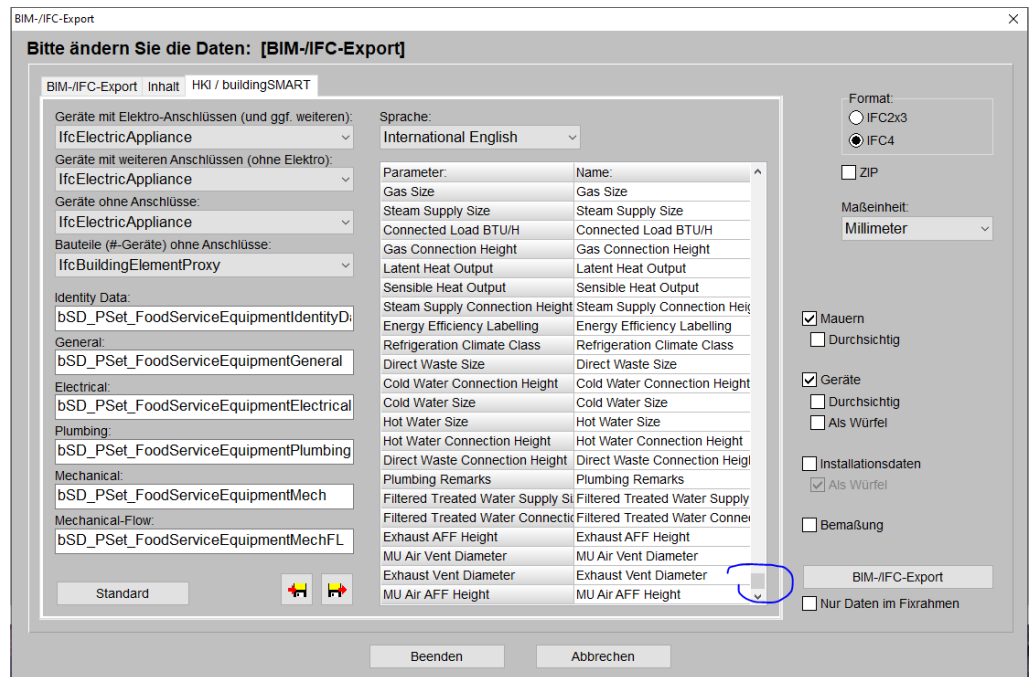 BIM-/IFC-Export
Bitte ändern Sie die Daten: [BIM-/IFC-Export]
BIM-/IFC-Export Inhalt HKI / buildingSMART
Geräte mit Elektro-Anschlüssen (und ggf. weiteren):
IfcElectricAppliance
Geräte mit weiteren Anschlüssen (ohne Elektro):
IfcElectricAppliance
Geräte ohne Anschlüsse:
IfcElectricAppliance
Bauteile (#-Geräte) ohne Anschlüsse:
IfcBuildingElementProxy
Identity Data:
bSD_PSet_FoodServiceEquipmentIdentityD
General:
bSD_PSet_FoodServiceEquipmentGeneral
Electrical:
bSD_PSet_FoodServiceEquipmentElectrical
Plumbing:
bSD_PSet_FoodServiceEquipmentPlumbing
Mechanical:
bSD_PSet_FoodServiceEquipmentMech
Mechanical-Flow:
bSD_PSet_FoodServiceEquipmentMechFL
Standard
Sprache:
International English
Parameter: Name:
Gas Size Gas Size
Steam Supply Size Steam Supply Size
Connected Load BTU/H Connected Load BTU/H
Gas Connection Height Gas Connection Height
Latent Heat Output Latent Heat Output
Sensible Heat Output Sensible Heat Output
Steam Supply Connection Height Steam Supply Connection Heig
Energy Efficiency Labelling Energy Efficiency Labelling
Refrigeration Climate Class Refrigeration Climate Class
Direct Waste Size Direct Waste Size
Cold Water Connection Height Cold Water Connection Height
Cold Water Size Cold Water Size
Hot Water Size Hot Water Size
Hot Water Connection Height Hot Water Connection Height
Direct Waste Connection Height Direct Waste Connection Heigl
Plumbing Remarks Plumbing Remarks
Filtered Treated Water Supply Si Filtered Treated Water Supply
Filtered Treated Water Connectic Filtered Treated Water Conne
Exhaust AFF Height Exhaust AFF Height
MU Air Vent Diameter MU Air Vent Diameter
Exhaust Vent Diameter Exhaust Vent Diameter
MU Air AFF Height MU Air AFF Height
Format:
IFC2x3
IFC4
ZIP
Maßeinheit:
Millimeter
Mauern
Durchsichtig
Geräte
Durchsichtig
Als Würfel
Installationsdaten
Als Würfel
Bemaßung
BIM-/IFC-Export
Nur Daten im Fixrahmen
Beenden Abbrechen